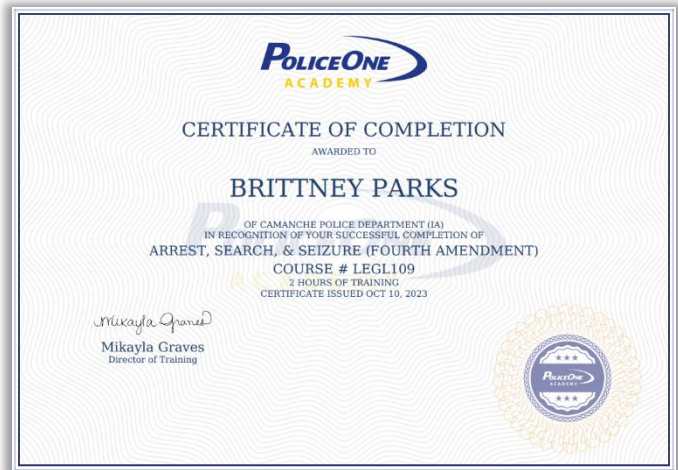 POLICEONE
ACADEMY
CERTIFICATE OF COMPLETION
AWARDED TO
BRITTNEY PARKS
OF CAMANCHE POLICE DEPARTMENT (IA)
IN RECOGNITION OF YOUR SUCCESSFUL COMPLETION OF
ARREST, SEARCH, & SEIZURE (FOURTH AMENDMENT)
COURSE # LEGL109
2 HOURS OF TRAINING
CERTIFICATE ISSUED OCT 10, 2023
Mikayla Graves
Mikayla Graves
Director of Training
POLICEONE
ACADEMY